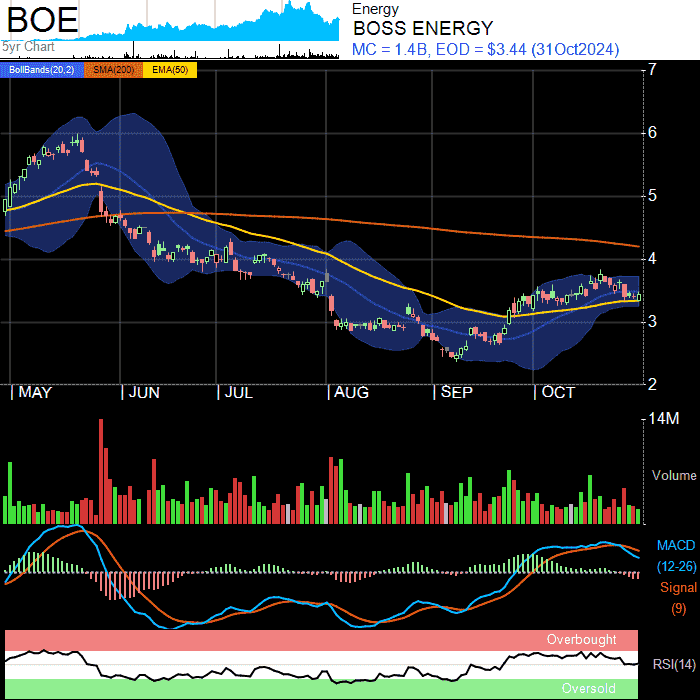 BOE
5yr Chart
Energy
BOSS ENERGY
MC = 1.4B, EOD = $3.44 (31Oct2024)
BollBands(20,2) SMA(200) EMA(50)
7
6
5
4
3
2
MAY JUN JUL AUG SEP OCT
14M
Volume
MACD
(12-26)
Signal
(9)
Overbought
RSI(14)
Oversold